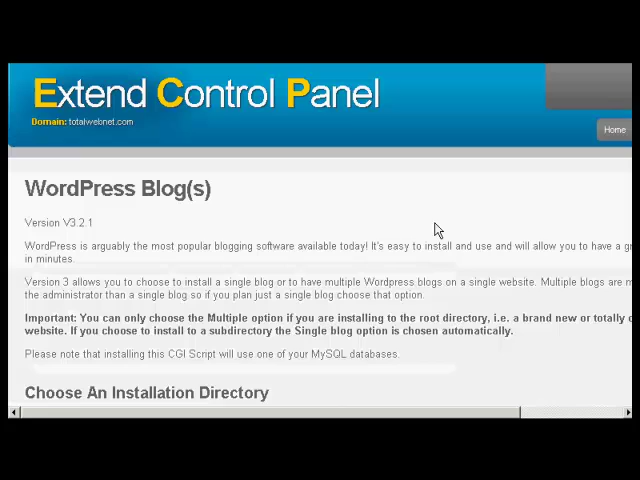 Extend Control Panel
Domain: totalwebnet.com
Home
WordPress Blog(s)
Version V3.2.1
WordPress is arguably the most popular blogging software available today! It's easy to install and use and will allow you to have a
in minutes.
Version 3 allows you to choose to install a single blog or to have multiple Wordpress blogs on a single website. Multiple blogs are
the administrator than a single blog so if you plan just a single blog choose that option.
Important: You can only choose the Multiple option if you are installing to the root directory, i.e. a brand new or totally
website. If you choose to install to a subdirectory the Single blog option is chosen automatically.
Please note that installing this CGI Script will use one of your MySQL databases.
Choose An Installation Directory